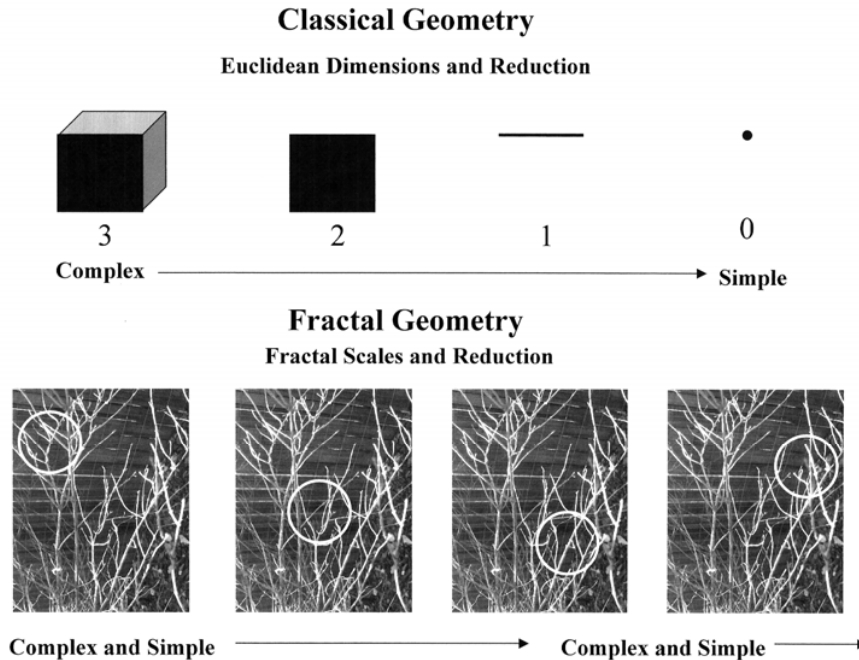 Classical Geometry
Euclidean Dimensions and Reduction
3 2 1 0
Complex Simple
Fractal Geometry
Fractal Scales and Reduction
Complex and Simple Complex and Simple